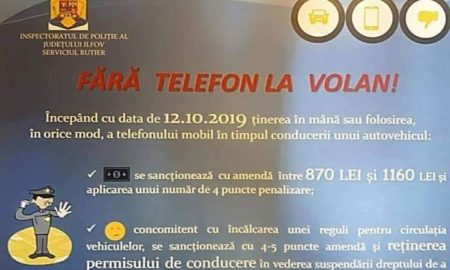 INSPECTORATUL DE POLIȚIE AL
JUDEȚULUI ILFOV
SERVICIUL RUTIER
FĂRĂ TELEFON LA VOLAN!
Începând cu data de 12.10.2019 ținerea în mână sau folosirea,
în orice mod, a telefonului mobil în timpul conducerii unui autovehicul:
✓ se sancționează cu amendă între 870 LEI și 1160 LEI și
aplicarea unui număr de 4 puncte penalizare;
✓ concomitent cu încălcarea unei reguli pentru circulația
vehiculelor, se sancționează cu 4-5 puncte amendă și reținerea
permisului de conducere în vederea suspendării dreptului de a